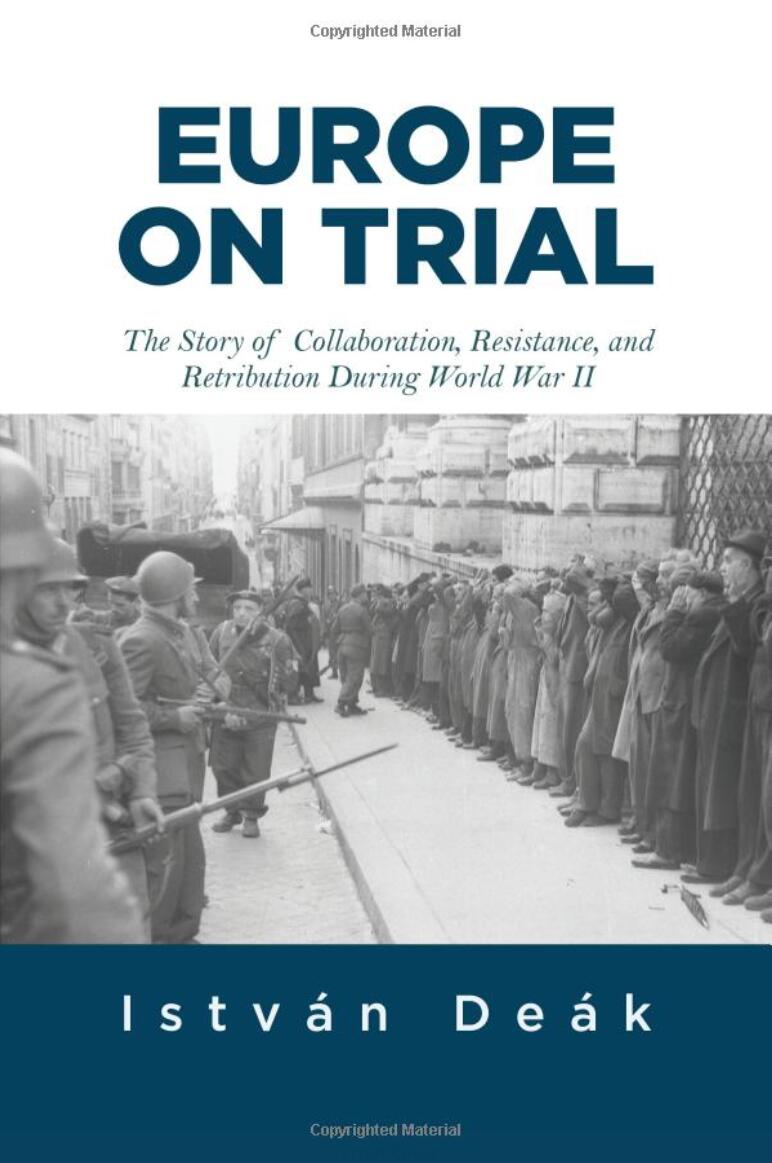 Copyrighted Material
EUROPE
ON TRIAL
The Story of Collaboration, Resistance, and
Retribution During World War II
István Deák
Copyrighted Material